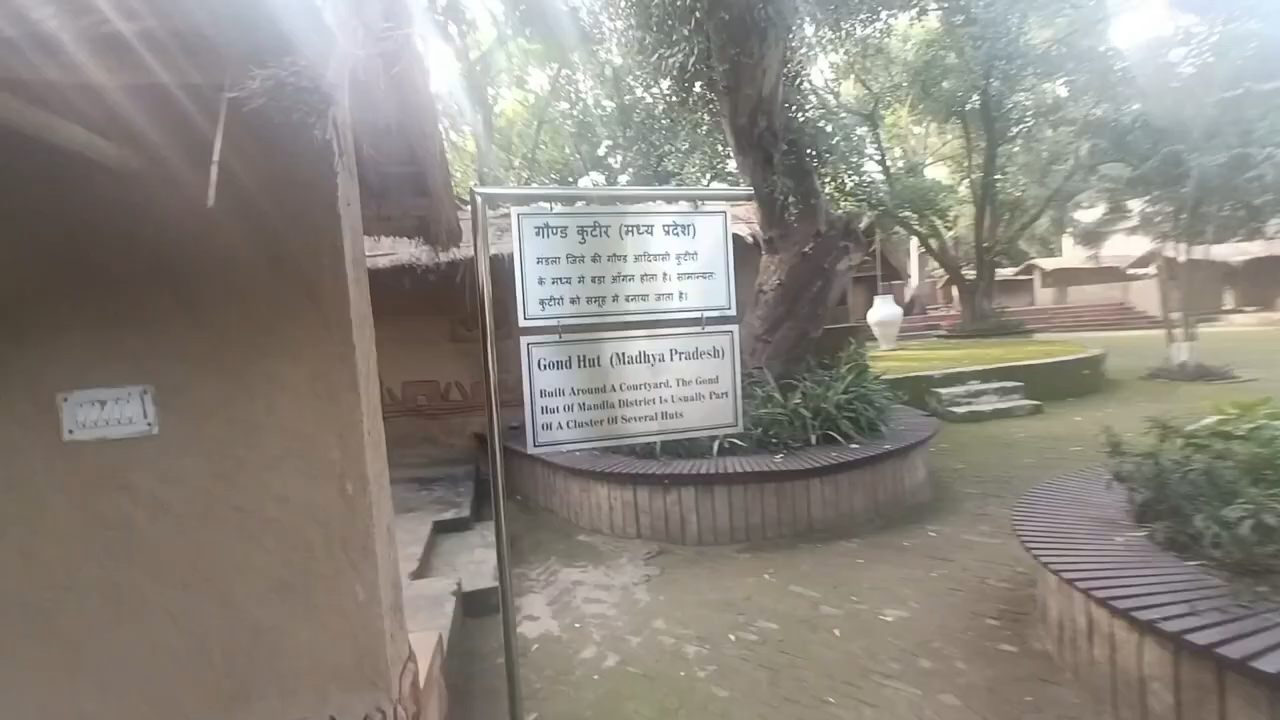 गौण्ड कुटीर (मध्य प्रदेश)
मडला जिले की गौण्ड आदिवासी कुटीरों
के मध्य मे बडा आँगन होता है। सामान्यतः
कुटीरों को समूह में बनाया जाता है।
Gond Hut (Madhya Pradesh)
Built Around A Courtyard, The Gond
Hut Of Mandla District Is Usually Part
Of A Cluster Of Several Huts